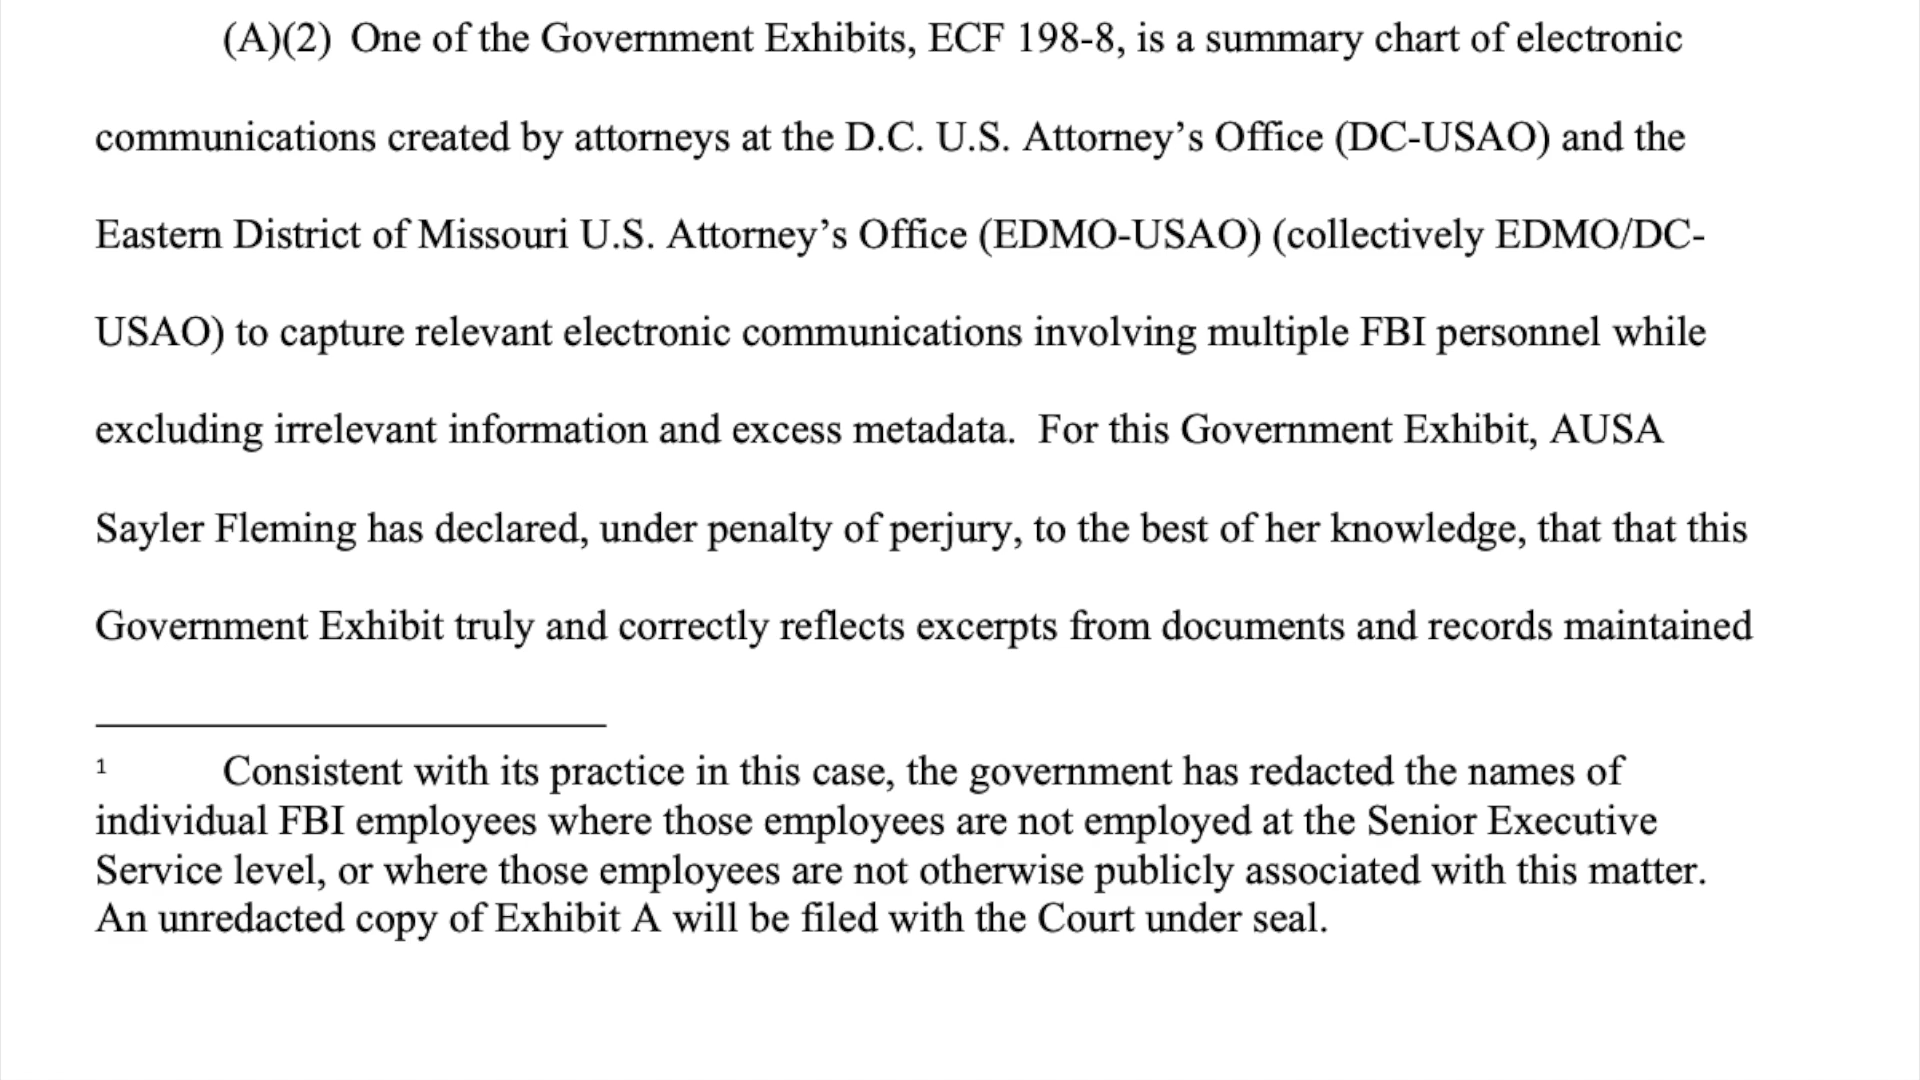 (A)(2) One of the Government Exhibits, ECF 198-8, is a summary chart of electronic
communications created by attorneys at the D.C. U.S. Attorney’s Office (DC-USAO) and the
Eastern District of Missouri U.S. Attorney’s Office (EDMO-USAO) (collectively EDMO/DC-
USAO) to capture relevant electronic communications involving multiple FBI personnel while
excluding irrelevant information and excess metadata.  For this Government Exhibit, AUSA
Sayler Fleming has declared, under penalty of perjury, to the best of her knowledge, that that this
Government Exhibit truly and correctly reflects excerpts from documents and records maintained
1 Consistent with its practice in this case, the government has redacted the names of
individual FBI employees where those employees are not employed at the Senior Executive
Service level, or where those employees are not otherwise publicly associated with this matter.
An unredacted copy of Exhibit A will be filed with the Court under seal.